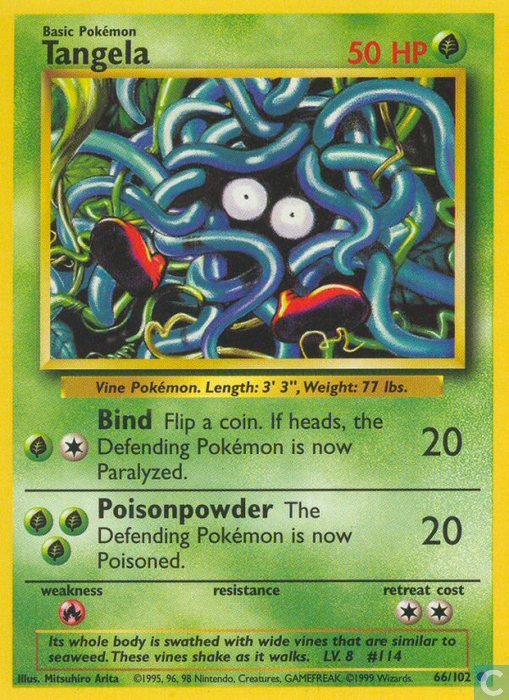 Basic Pokémon
Tangela
50 HP
Vine Pokémon. Length: 3' 3", Weight: 77 lbs.
Bind Flip a coin. If heads, the
Defending Pokémon is now
Paralyzed.
20
Poisonpowder The
Defending Pokémon is now
Poisoned.
20
weakness
resistance
retreat cost
Its whole body is swathed with wide vines that are similar to
seaweed. These vines shake as it walks. LV. 8 #114
Illus. Mitsuhiro Arita ©1995, 96, 98 Nintendo, Creatures, GAMEFREAK. ©1999 Wizards. 66/102
C